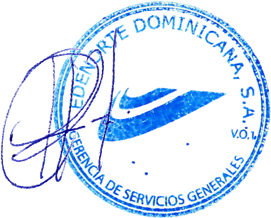 EDENORTE DOMINICANA, S.A.
V.O.
GERENCIA DE SERVICIOS GENERALES